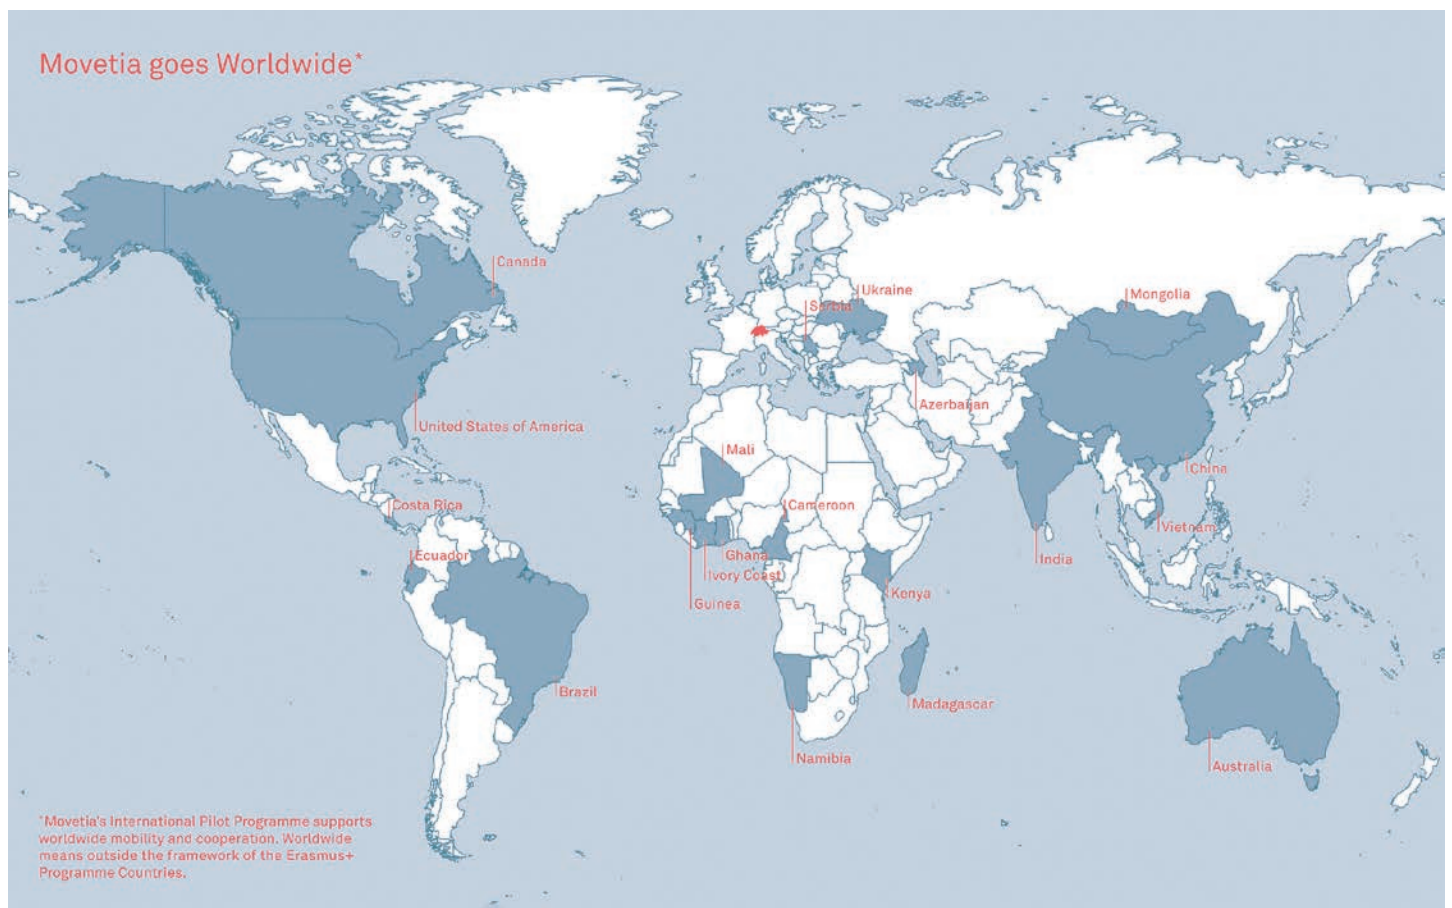 Movetia goes Worldwide*
Canada
Ukraine
Serbia
Mongolia
Azerbaijan
United States of America
Mali
China
Costa Rica
Cameroon
Vietnam
Ecuador
Ghana
India
Ivory Coast
Kenya
Guinea
Brazil
Madagascar
Namibia
Australia
*Movetia's International Pilot Programme supports
worldwide mobility and cooperation. Worldwide
means outside the framework of the Erasmus+
Programme Countries.